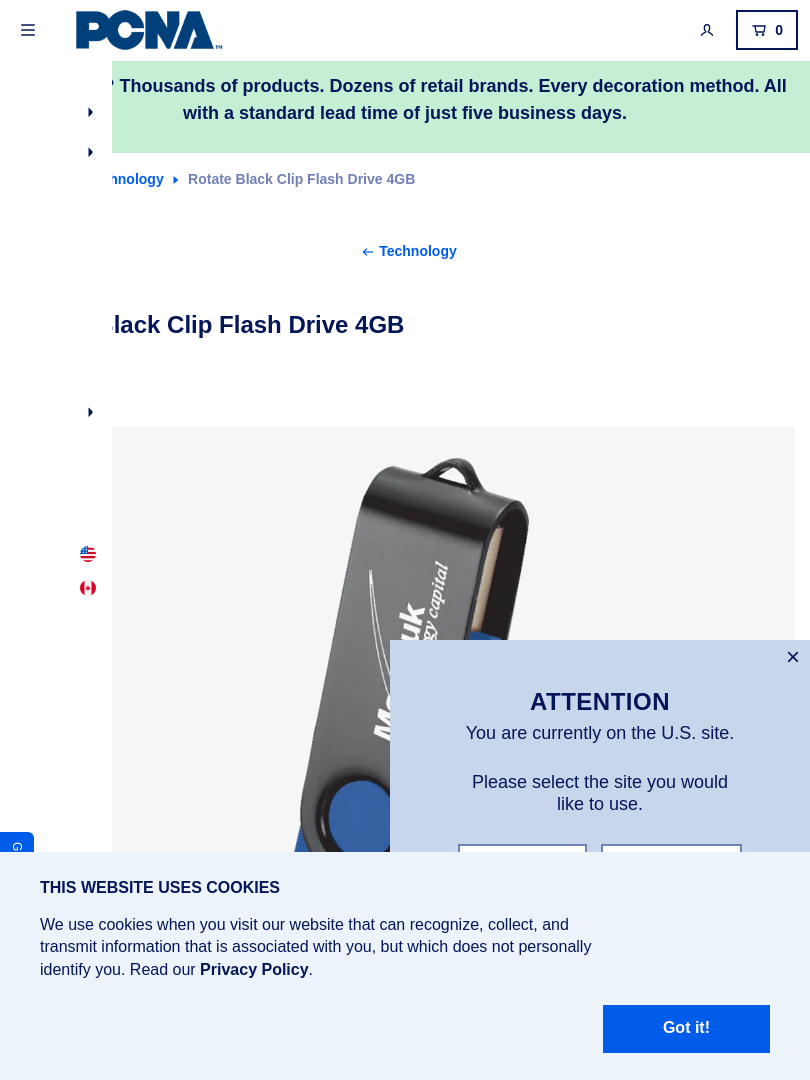 PCNA™
0
? Thousands of products. Dozens of retail brands. Every decoration method. All
with a standard lead time of just five business days.
Rotate Black Clip Flash Drive 4GB
← Technology
Black Clip Flash Drive 4GB
capital
×
ATTENTION
You are currently on the U.S. site.
Please select the site you would
like to use.
G
THIS WEBSITE USES COOKIES
We use cookies when you visit our website that can recognize, collect, and
transmit information that is associated with you, but which does not personally
identify you. Read our Privacy Policy.
Got it!